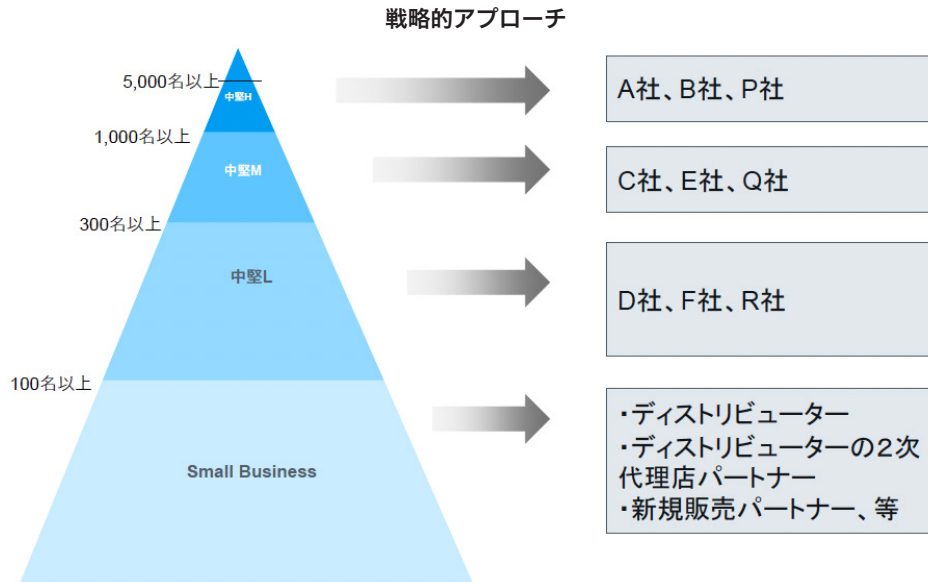 戦略的アプローチ
5,000名以上
中堅H
A社、B社、P社
1,000名以上
中堅M
C社、E社、Q社
300名以上
中堅L
D社、F社、R社
100名以上
Small Business
・ディストリビューター
・ディストリビューターの２次
代理店パートナー
・新規販売パートナー、等